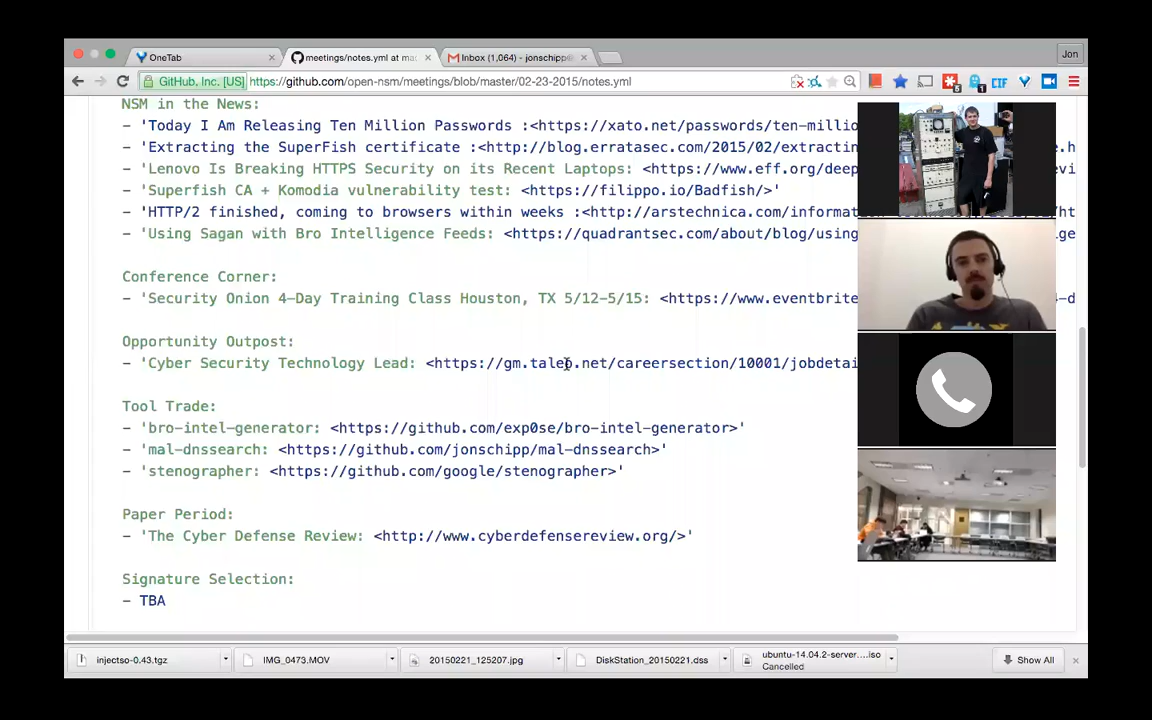 OneTab
meetings/notes.yml at ma
Inbox (1,064) - jonschipp@
Jon
GitHub, Inc. [US]
https://github.com/open-nsm/meetings/blob/master/02-23-2015/notes.yml
5
1
CIF
NSM in the News:
- 'Today I Am Releasing Ten Million Passwords :<https://xato.net/passwords/ten-millio
- 'Extracting the SuperFish certificate :<http://blog.erratasec.com/2015/02/extractin
- 'Lenovo Is Breaking HTTPS Security on its Recent Laptops: <https://www.eff.org/deep
- 'Superfish CA + Komodia vulnerability test: <https://filippo.io/Badfish/>'
- 'HTTP/2 finished, coming to browsers within weeks :<http://arstechnica.com/informat
- 'Using Sagan with Bro Intelligence Feeds: <https://quadrantsec.com/about/blog/using
Conference Corner:
- 'Security Onion 4-Day Training Class Houston, TX 5/12-5/15: <https://www.eventbrite
Opportunity Outpost:
- 'Cyber Security Technology Lead: <https://gm.taleo.net/careersection/10001/jobdetai
Tool Trade:
- 'bro-intel-generator: <https://github.com/exp0se/bro-intel-generator>'
- 'mal-dnssearch: <https://github.com/jonschipp/mal-dnssearch>'
- 'stenographer: <https://github.com/google/stenographer>'
Paper Period:
- 'The Cyber Defense Review: <http://www.cyberdefensereview.org/>'
Signature Selection:
- TBA
injectso-0.43.tgz
IMG_0473.MOV
20150221_125207.jpg
DiskStation_20150221.dss
ubuntu-14.04.2-server....iso
Cancelled
Show All